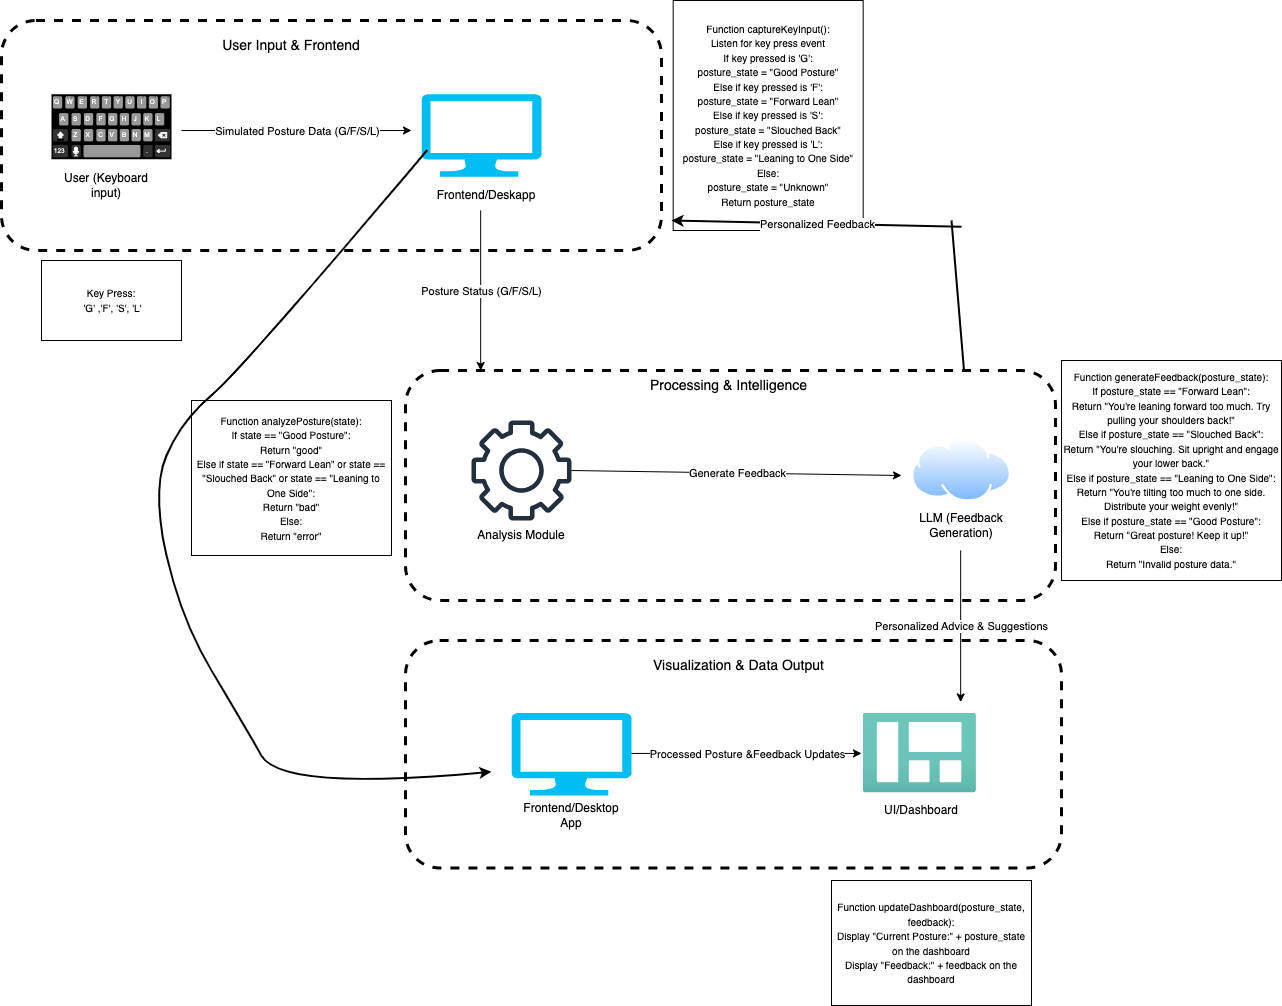 User Input & Frontend
Q W E R T Y U I O P
A S D F G H J K L
Z X C V B N M
123 .
User (Keyboard
input)
Simulated Posture Data (G/F/S/L)
Frontend/Deskapp
Function captureKeyInput():
Listen for key press event
If key pressed is 'G':
posture_state = "Good Posture"
Else if key pressed is 'F':
posture_state = "Forward Lean"
Else if key pressed is 'S':
posture_state = "Slouched Back"
Else if key pressed is 'L':
posture_state = "Leaning to One Side"
Else:
posture_state = "Unknown"
Return posture_state
Personalized Feedback
Key Press:
'G' ,'F', 'S', 'L'
Posture Status (G/F/S/L)
Processing & Intelligence
Function analyzePosture(state):
If state == "Good Posture":
Return "good"
Else if state == "Forward Lean" or state ==
"Slouched Back" or state == "Leaning to
One Side":
Return "bad"
Else:
Return "error"
Analysis Module
Generate Feedback
LLM (Feedback
Generation)
Function generateFeedback(posture_state):
If posture_state == "Forward Lean":
Return "You're leaning forward too much. Try
pulling your shoulders back!"
Else if posture_state == "Slouched Back":
Return "You're slouching. Sit upright and engage
your lower back."
Else if posture_state == "Leaning to One Side":
Return "You're tilting too much to one side.
Distribute your weight evenly!"
Else if posture_state == "Good Posture":
Return "Great posture! Keep it up!"
Else:
Return "Invalid posture data."
Personalized Advice & Suggestions
Visualization & Data Output
Frontend/Desktop
App
Processed Posture &Feedback Updates
UI/Dashboard
Function updateDashboard(posture_state,
feedback):
Display "Current Posture:" + posture_state
on the dashboard
Display "Feedback:" + feedback on the
dashboard